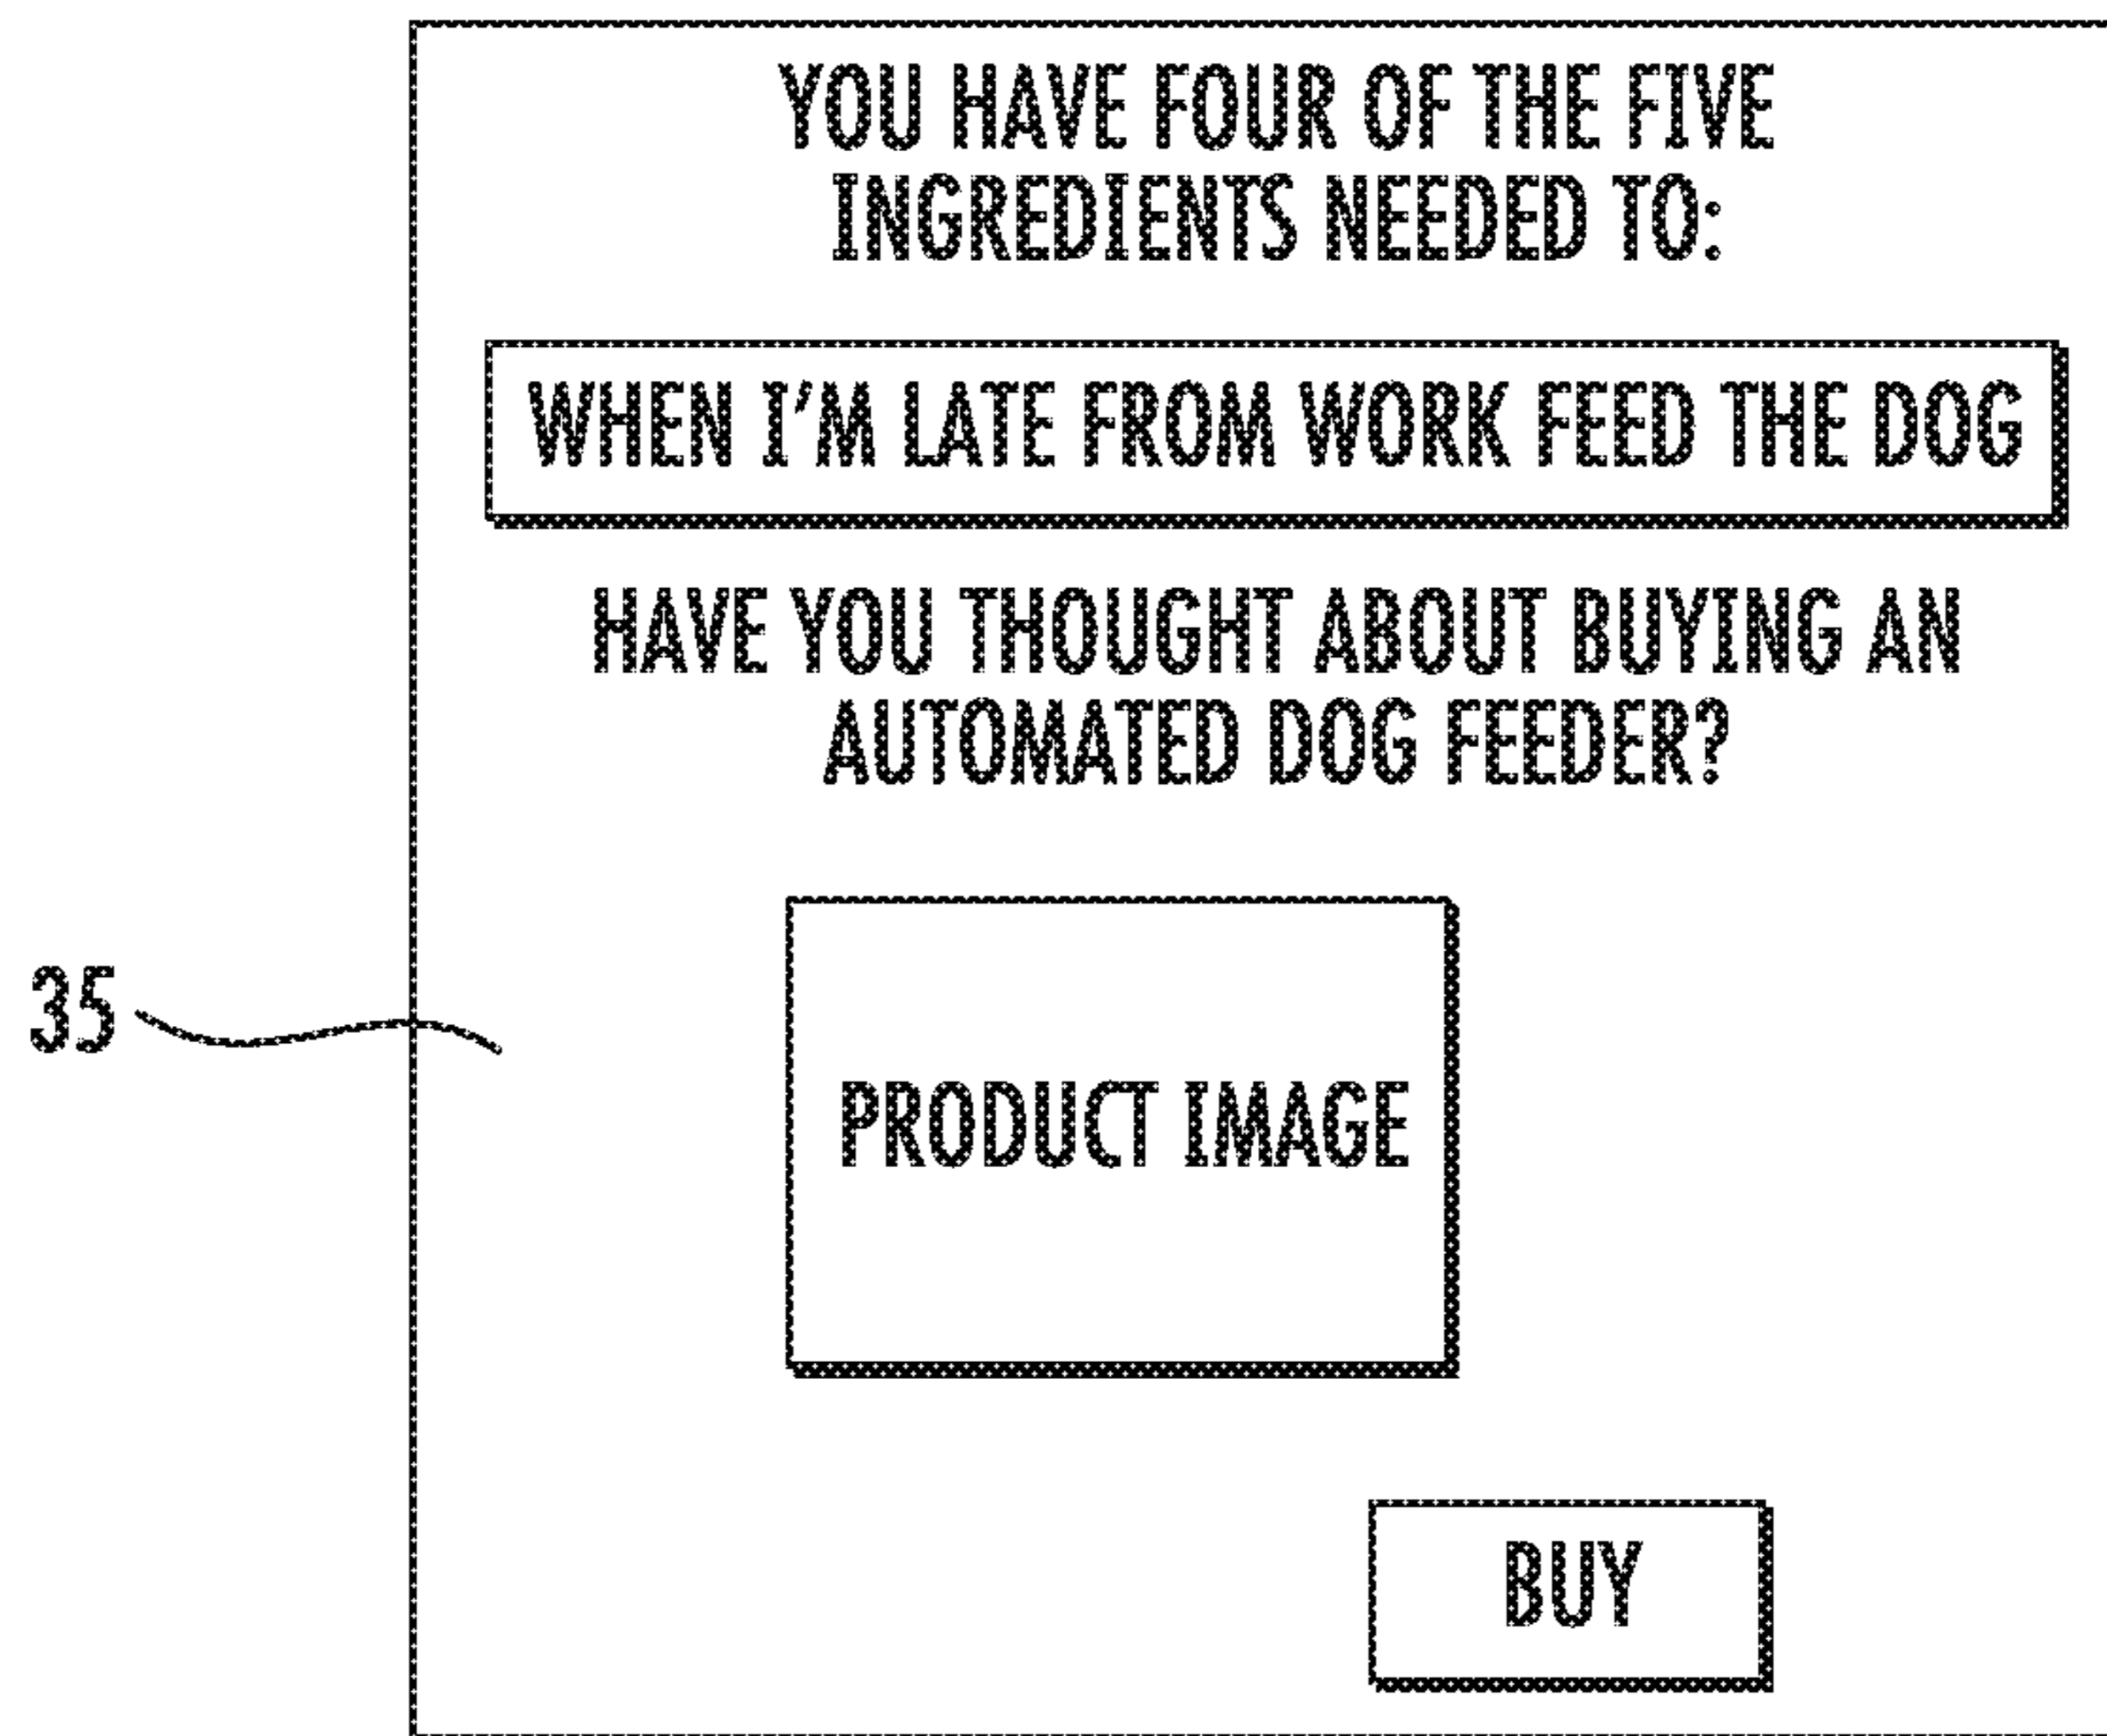 YOU HAVE FOUR OF THE FIVE
INGREDIENTS NEEDED TO:
WHEN I'M LATE FROM WORK FEED THE DOG
HAVE YOU THOUGHT ABOUT BUYING AN
AUTOMATED DOG FEEDER?
35
PRODUCT IMAGE
BUY